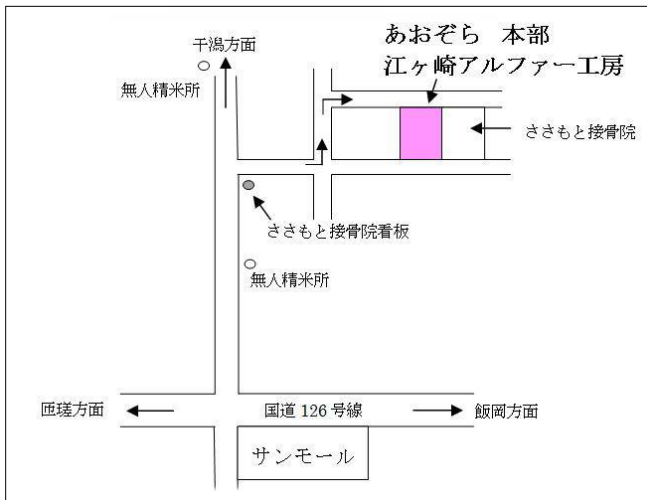 干潟方面
無人精米所
あおぞら　本部
江ヶ崎アルファー工房
ささもと接骨院
ささもと接骨院看板
無人精米所
匝瑳方面
国道 126 号線
飯岡方面
サンモール